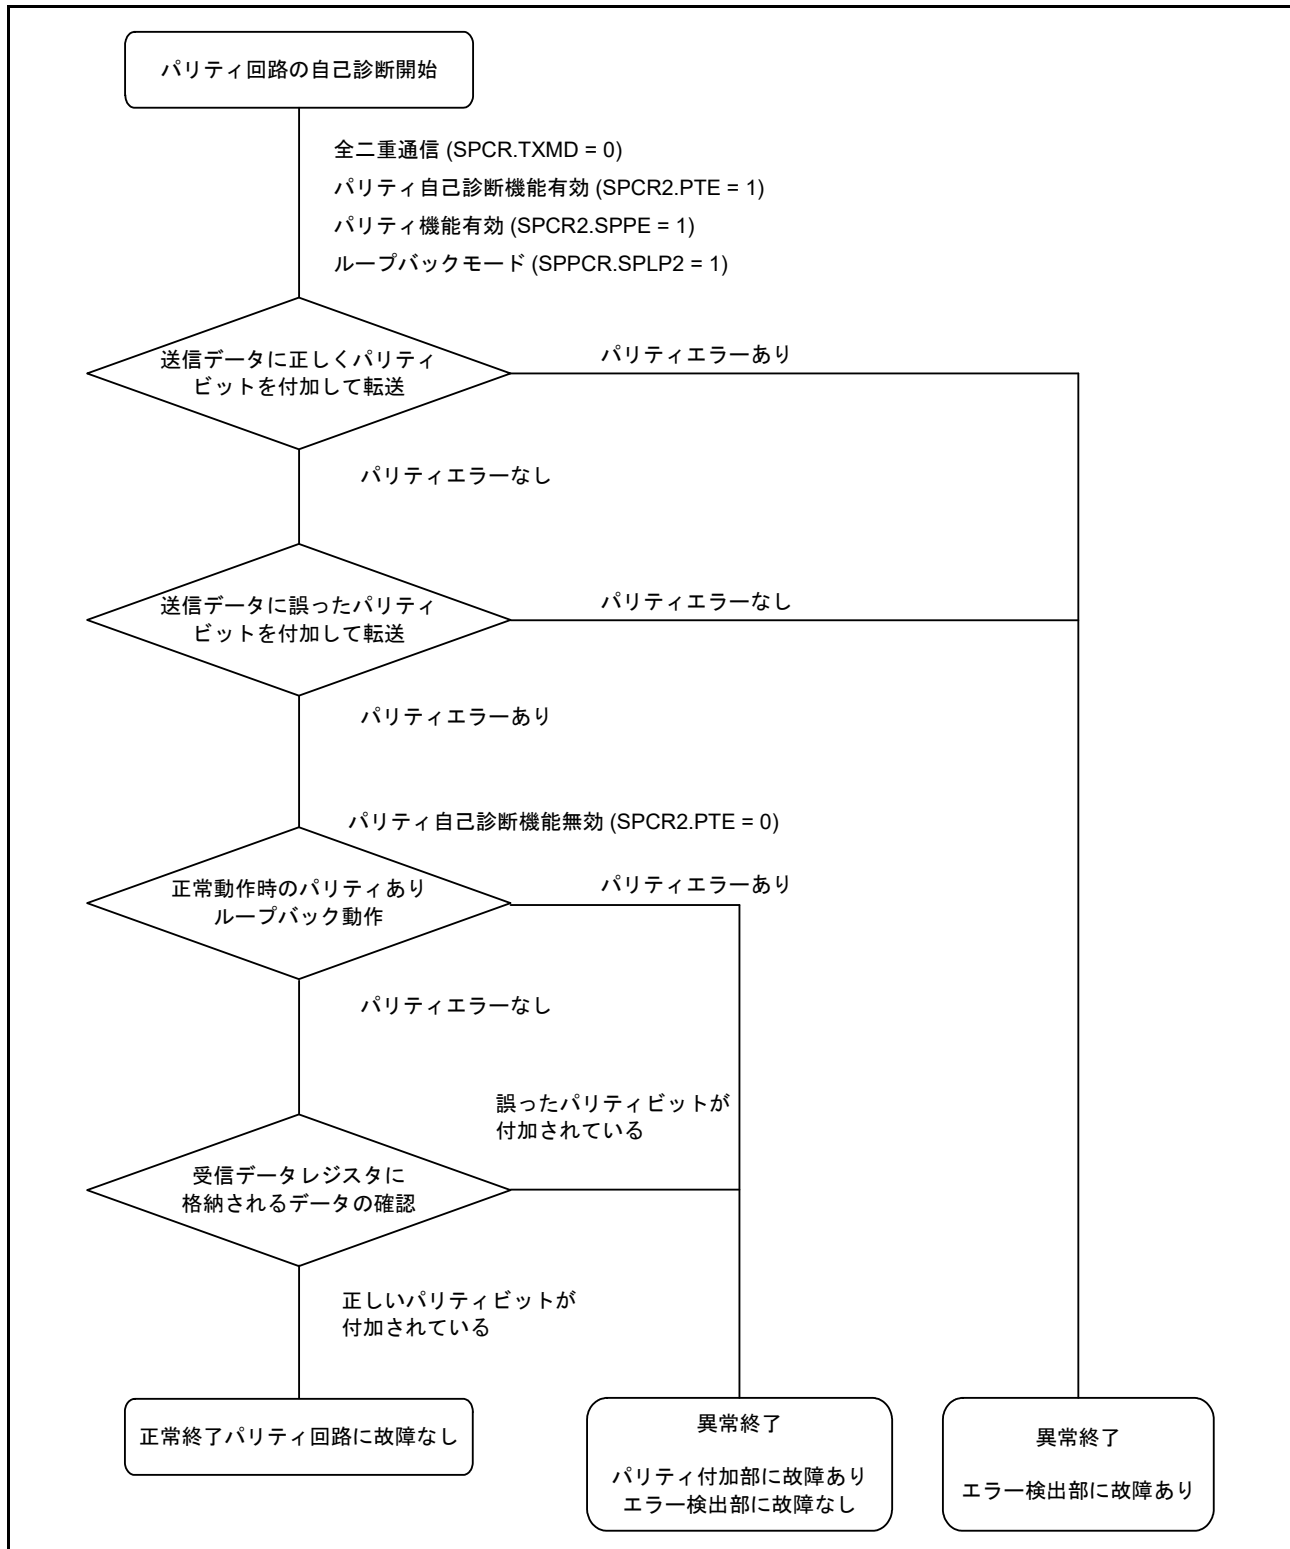 パリティ回路の自己診断開始
全二重通信 (SPCR.TXMD = 0)
パリティ自己診断機能有効 (SPCR2.PTE = 1)
パリティ機能有効 (SPCR2.SPPE = 1)
ループバックモード (SPPCR.SPLP2 = 1)
送信データに正しくパリティ
ビットを付加して転送
パリティエラーあり
パリティエラーなし
送信データに誤ったパリティ
ビットを付加して転送
パリティエラーなし
パリティエラーあり
パリティ自己診断機能無効 (SPCR2.PTE = 0)
正常動作時のパリティあり
ループバック動作
パリティエラーあり
パリティエラーなし
誤ったパリティビットが
付加されている
受信データレジスタに
格納されるデータの確認
正しいパリティビットが
付加されている
正常終了パリティ回路に故障なし
異常終了
パリティ付加部に故障あり
エラー検出部に故障なし
異常終了
エラー検出部に故障あり